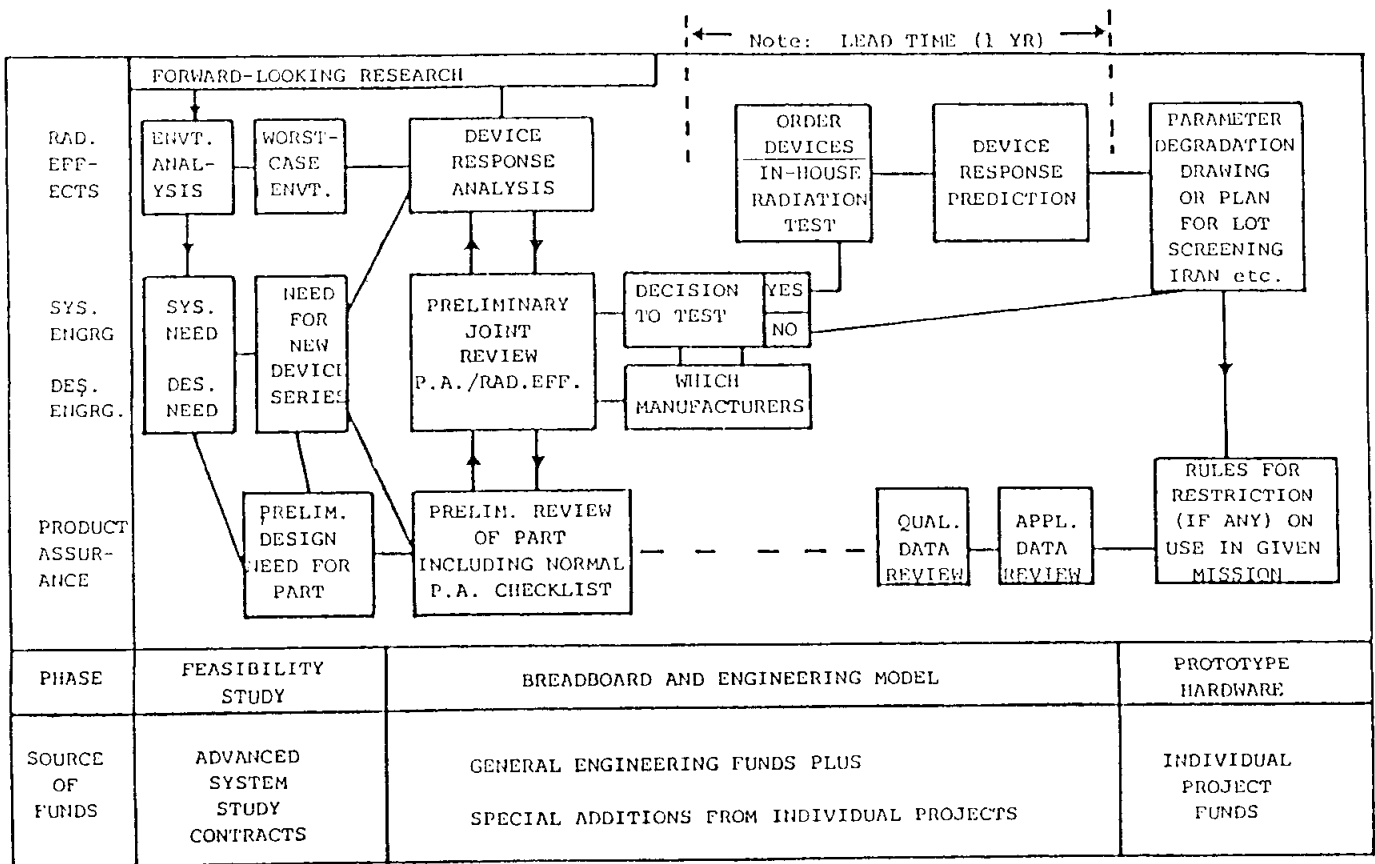 Note: LEAD TIME (1 YR)
FORWARD-LOOKING RESEARCH
RAD.
EFF-
ECTS
ENVT.
ANAL-
YSIS
WORST-
CASE
ENVT.
DEVICE
RESPONSE
ANALYSIS
ORDER
DEVICES
IN-HOUSE
RADIATION
TEST
DEVICE
RESPONSE
PREDICTION
PARAMETER
DEGRADATION
DRAWING
OR PLAN
FOR LOT
SCREENING
IRAN etc.
SYS.
ENGRG
DES.
ENGRG.
SYS.
NEED
DES.
NEED
NEED
FOR
NEW
DEVICE
SERIES
PRELIMINARY
JOINT
REVIEW
P.A./RAD.EFF.
DECISION
TO TEST
YES
NO
WHICH
MANUFACTURERS
PRODUCT
ASSUR-
ANCE
PRELIM.
DESIGN
NEED FOR
PART
PRELIM. REVIEW
OF PART
INCLUDING NORMAL
P.A. CHECKLIST
QUAL.
DATA
REVIEW
APPL.
DATA
REVIEW
RULES FOR
RESTRICTION
(IF ANY) ON
USE IN GIVEN
MISSION
PHASE
FEASIBILITY
STUDY
BREADBOARD AND ENGINEERING MODEL
PROTOTYPE
HARDWARE
SOURCE
OF
FUNDS
ADVANCED
SYSTEM
STUDY
CONTRACTS
GENERAL ENGINEERING FUNDS PLUS
SPECIAL ADDITIONS FROM INDIVIDUAL PROJECTS
INDIVIDUAL
PROJECT
FUNDS